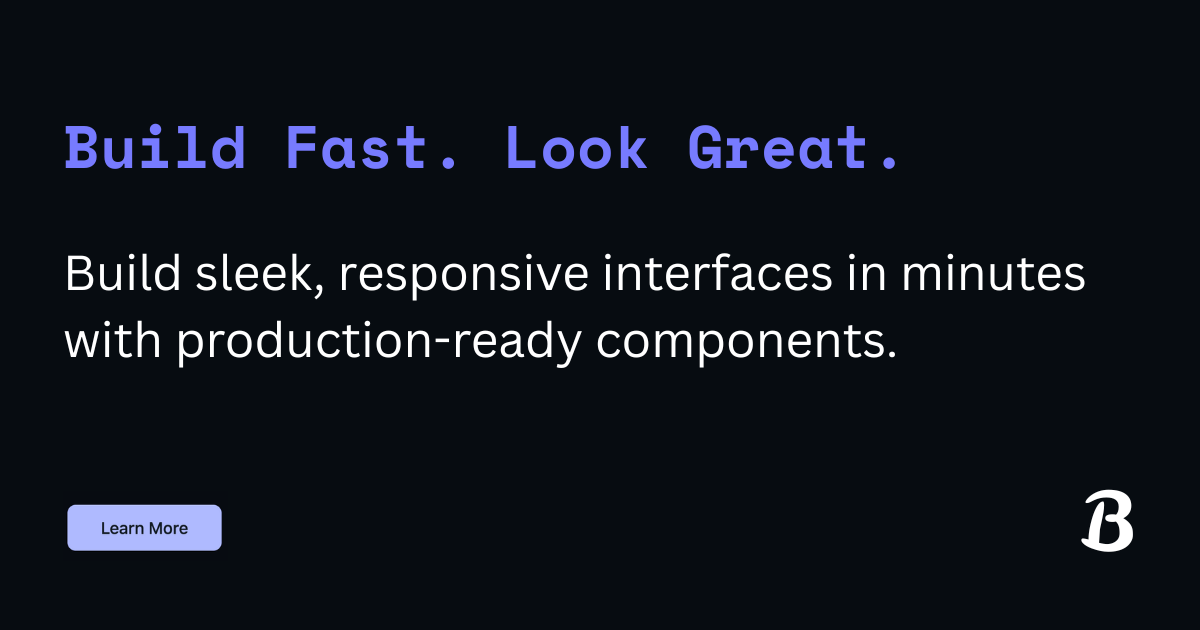 Build Fast. Look Great.
Build sleek, responsive interfaces in minutes
with production-ready components.
Learn More
B